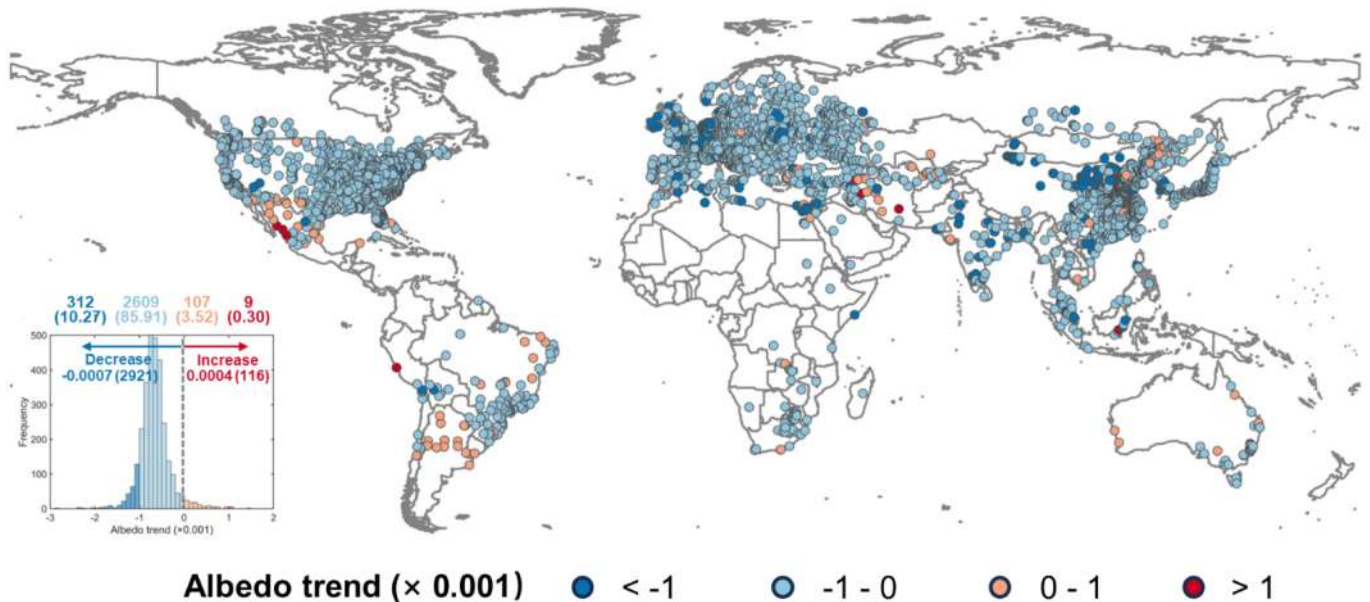 312 2609 107 9
(10.27) (85.91) (3.52) (0.30)
500
400
300
200
100
0
Frequency
Decrease Increase
-0.0007 (2921) 0.0004 (116)
-3 -2 -1 0 1 2
Albedo trend (×0.001)
Albedo trend (× 0.001) < -1 -1 - 0 0 - 1 > 1